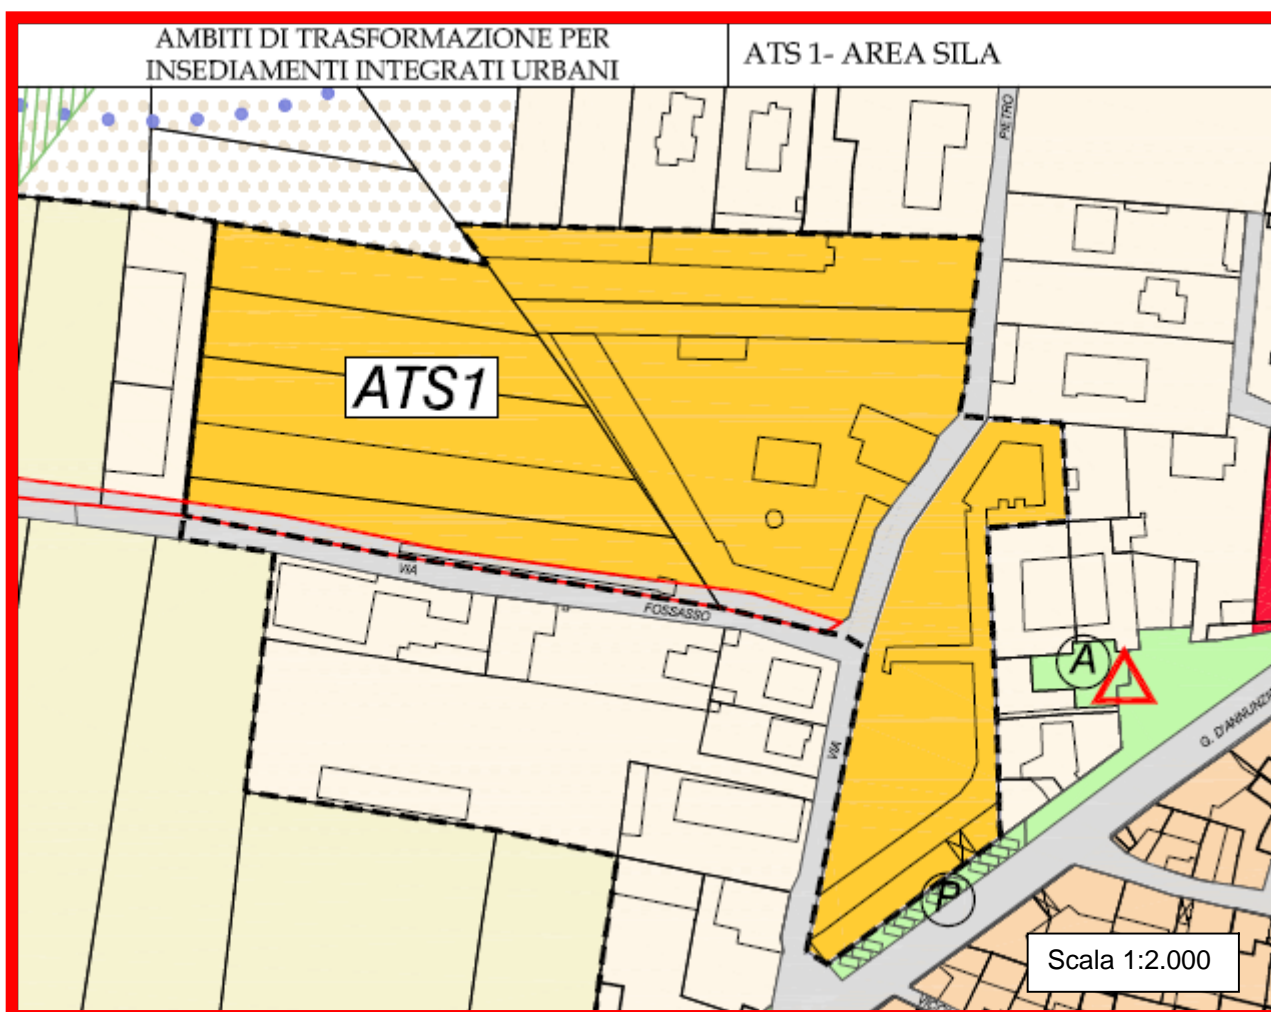 AMBITI DI TRASFORMAZIONE PER
INSEDIAMENTI INTEGRATI URBANI
ATS 1- AREA SILA
PIETRO
ATS1
VIA
FOSSASSO
A
VIA
G. D'ANNUNZI
P
Scala 1:2.000